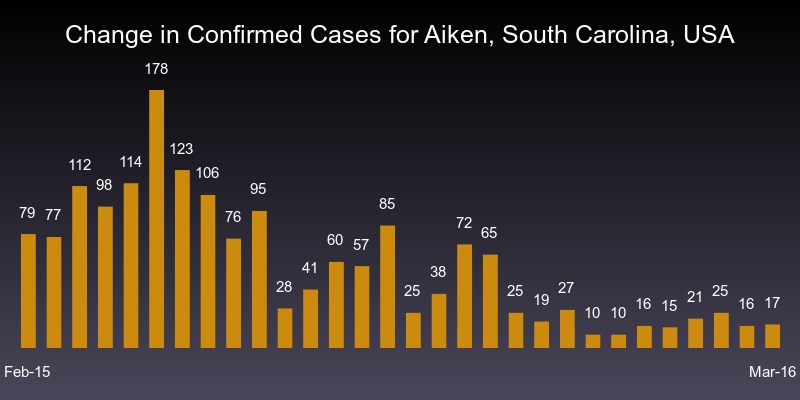 Change in Confirmed Cases for Aiken, South Carolina, USA
79 77 112 98 114 178 123 106 76 95 28 41 60 57 85 25 38 72 65 25 19 27 10 10 16 15 21 25 16 17
Feb-15 Mar-16